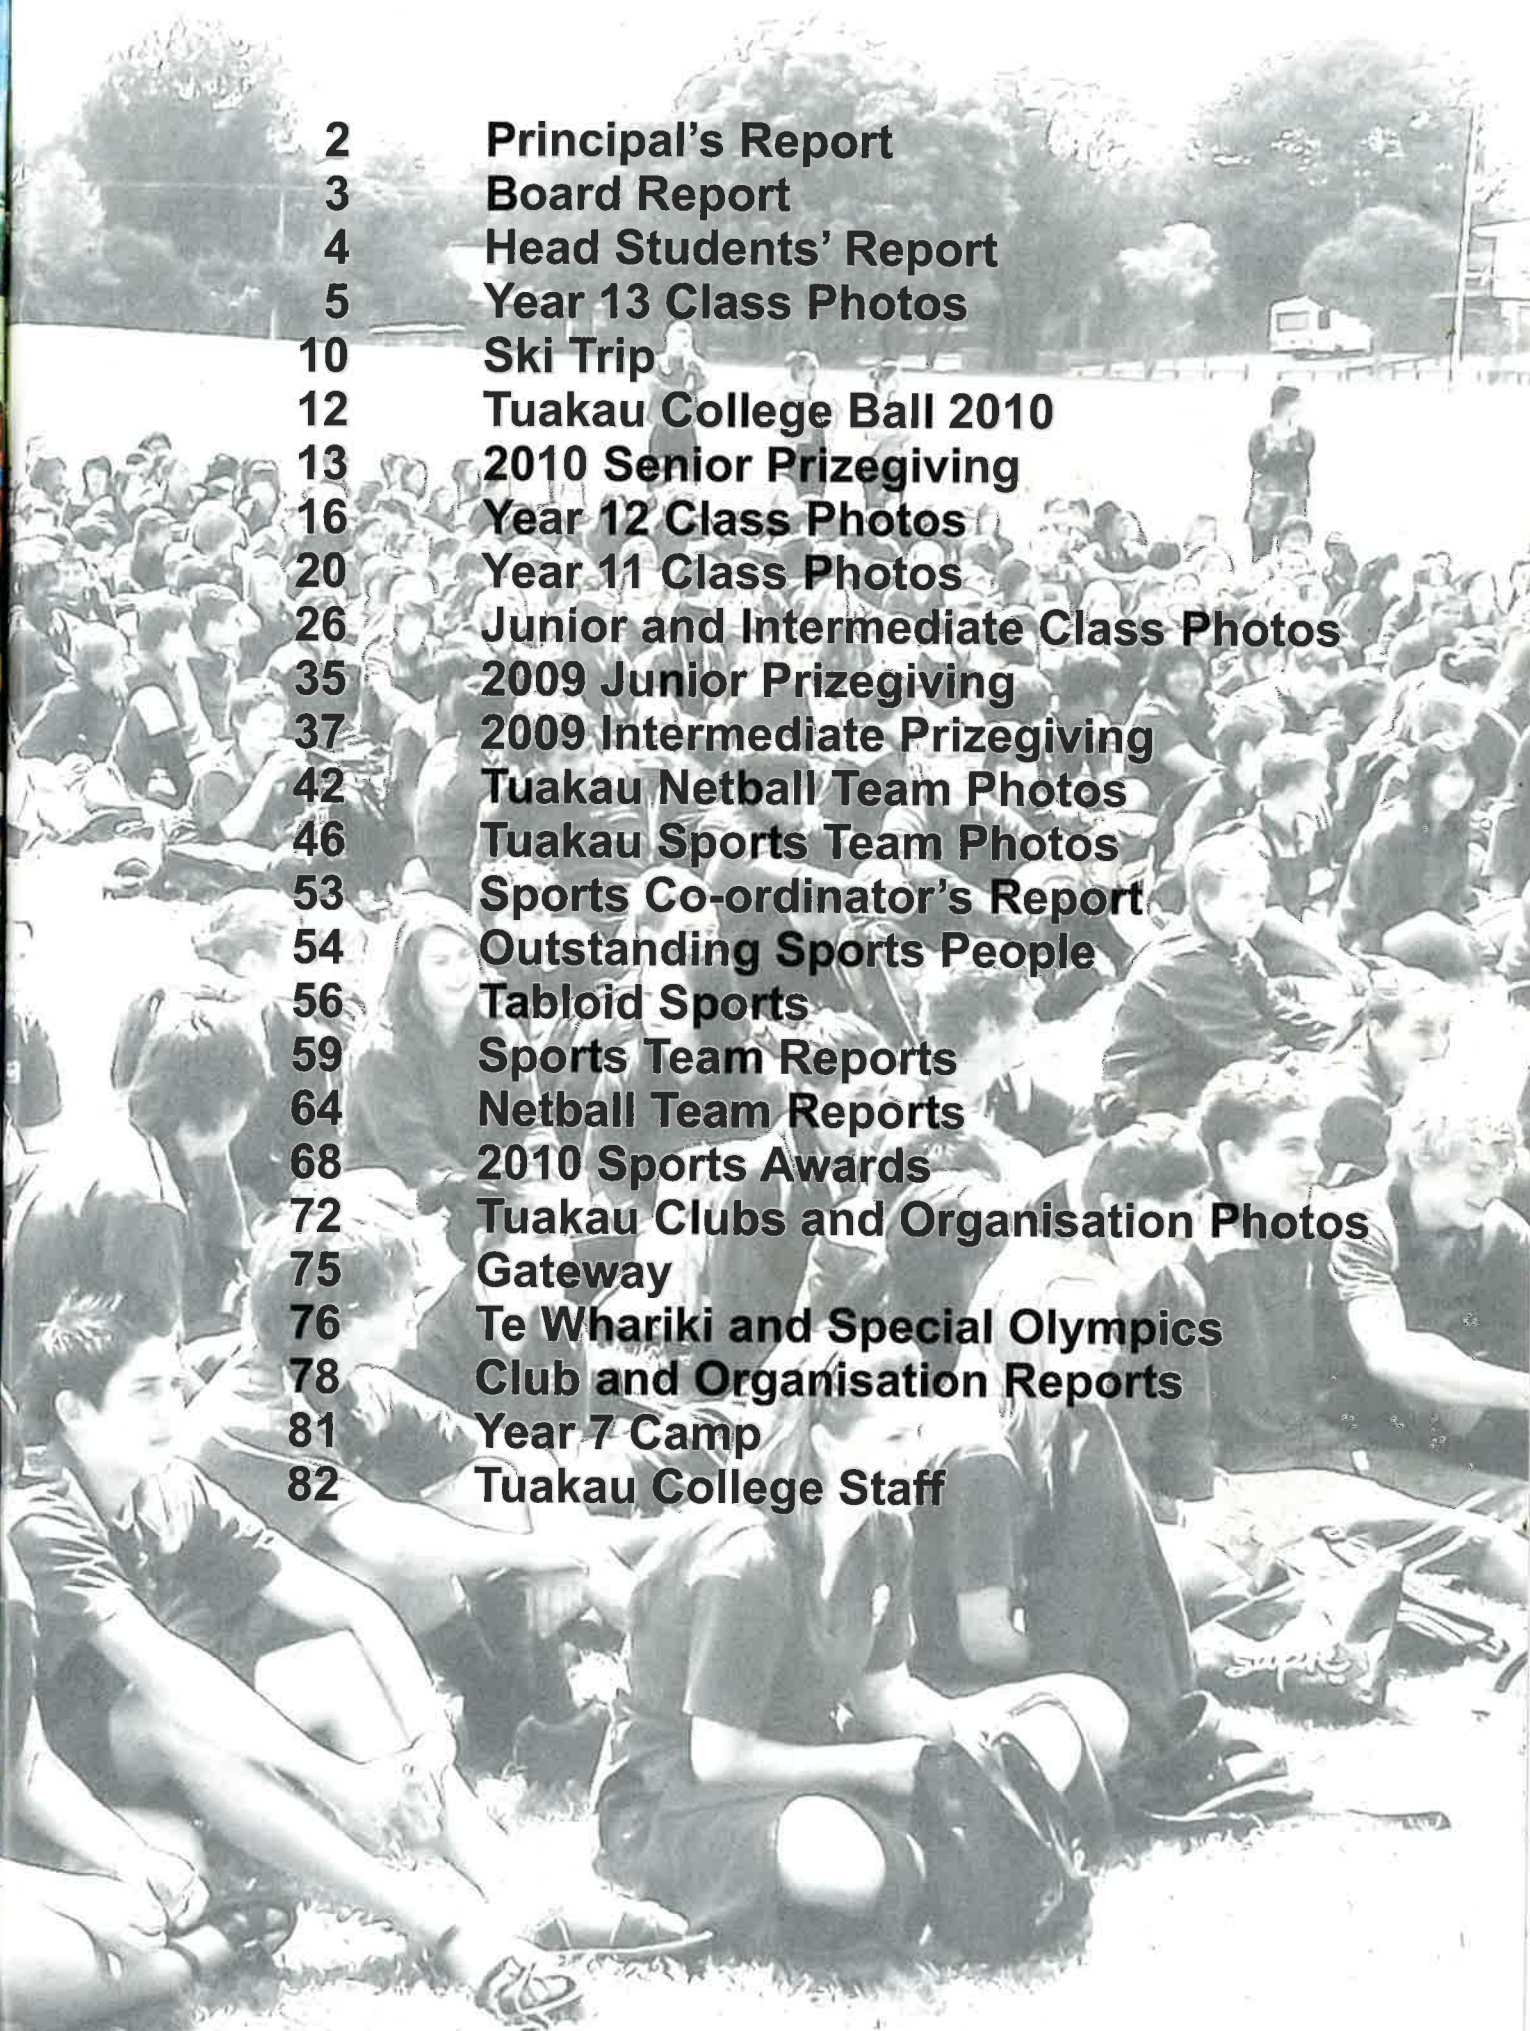 2 Principal's Report
3 Board Report
4 Head Students' Report
5 Year 13 Class Photos
10 Ski Trip
12 Tuakau College Ball 2010
13 2010 Senior Prizegiving
16 Year 12 Class Photos
20 Year 11 Class Photos
26 Junior and Intermediate Class Photos
35 2009 Junior Prizegiving
37 2009 Intermediate Prizegiving
42 Tuakau Netball Team Photos
46 Tuakau Sports Team Photos
53 Sports Co-ordinator's Report
54 Outstanding Sports People
56 Tabloid Sports
59 Sports Team Reports
64 Netball Team Reports
68 2010 Sports Awards
72 Tuakau Clubs and Organisation Photos
75 Gateway
76 Te Whariki and Special Olympics
78 Club and Organisation Reports
81 Year 7 Camp
82 Tuakau College Staff